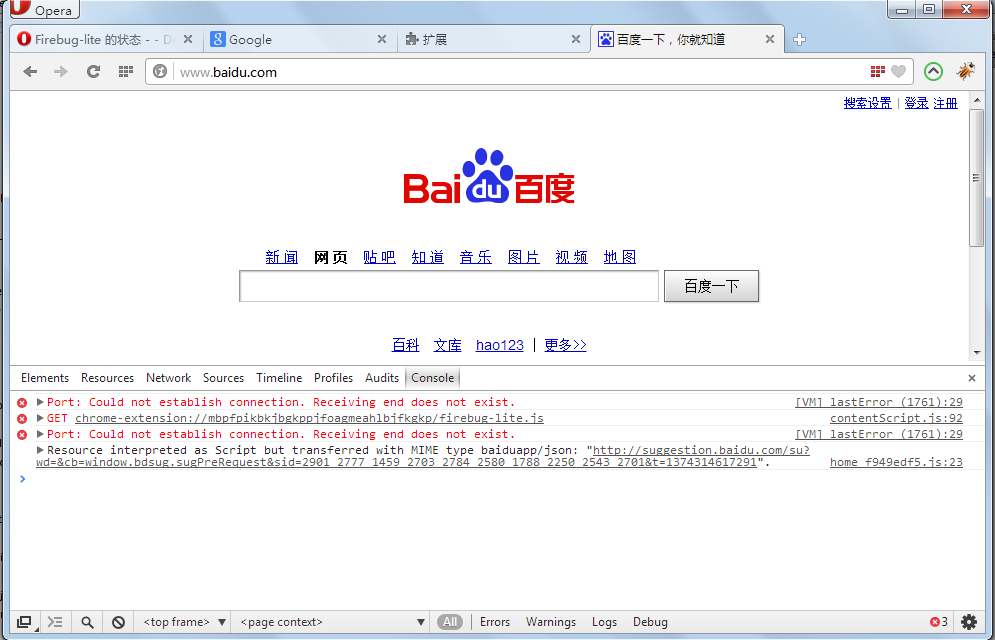 Opera
Firebug-lite 的状态 - - D
Google
扩展
百度一下，你就知道
www.baidu.com
搜索设置 | 登录 注册
Bai du 百度
新闻 网页 贴吧 知道 音乐 图片 视频 地图
百度一下
百科 文库 hao123 | 更多>>
Elements Resources Network Sources Timeline Profiles Audits Console
Port: Could not establish connection. Receiving end does not exist. [VM] lastError (1761):29
GET chrome-extension://mbpfpikbkjbgkppjfoagmeahlbjfkgkp/firebug-lite.js contentScript.js:92
Port: Could not establish connection. Receiving end does not exist. [VM] lastError (1761):29
Resource interpreted as Script but transferred with MIME type baiduapp/json: "http://suggestion.baidu.com/su?
wd=&cb=window.bdsug.sugPreRequest&sid=2901_2777_1459_2703_2784_2580_1788_2250_2543_2701&t=1374314617291". home_f949edf5.js:23
<top frame> <page context> All Errors Warnings Logs Debug 3